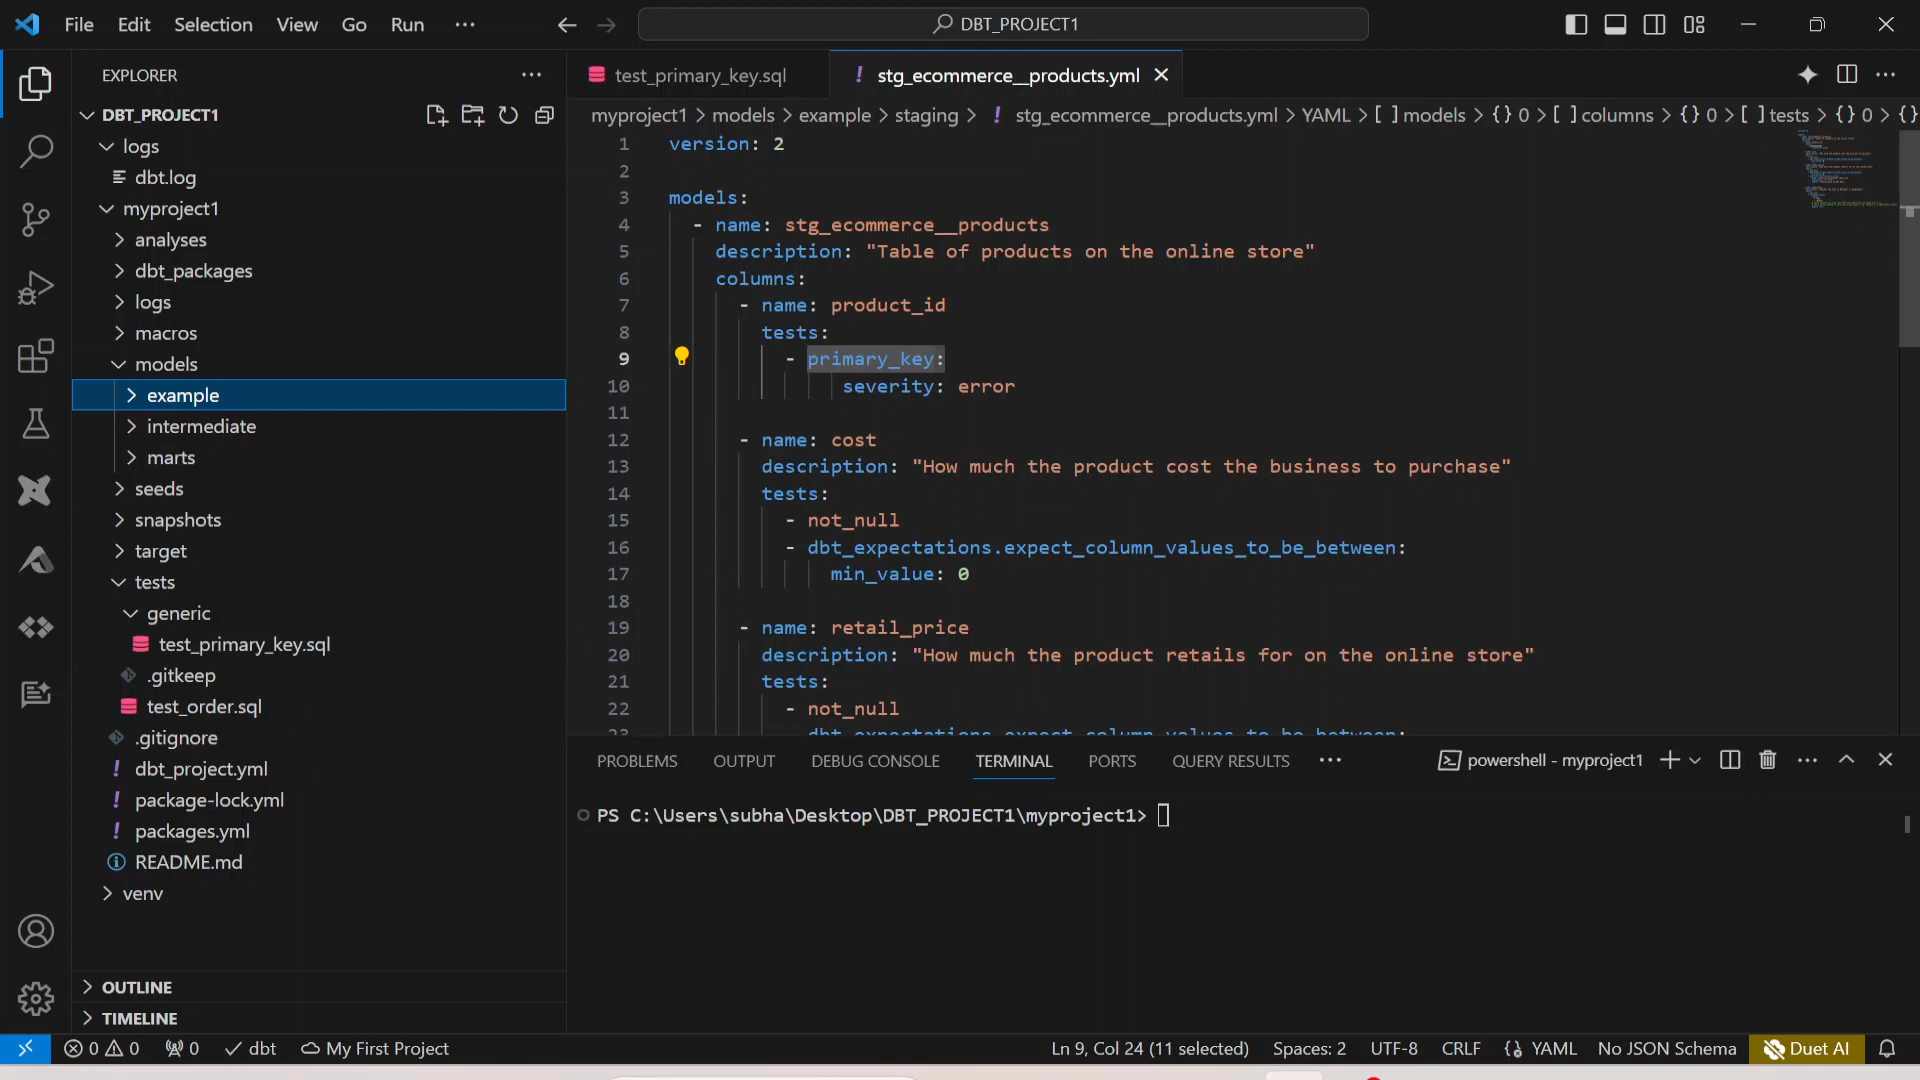 File Edit Selection View Go Run ...
DBT_PROJECT1
EXPLORER
DBT_PROJECT1
logs
dbt.log
myproject1
analyses
dbt_packages
logs
macros
models
example
intermediate
marts
seeds
snapshots
target
tests
generic
test_primary_key.sql
.gitkeep
test_order.sql
.gitignore
dbt_project.yml
package-lock.yml
packages.yml
README.md
venv
OUTLINE
TIMELINE
test_primary_key.sql
! stg_ecommerce__products.yml
myproject1 > models > example > staging > ! stg_ecommerce__products.yml > YAML > [ ] models > {} 0 > [ ] columns > {} 0 > [ ] tests > {} 0 > {}
1 version: 2
2
3 models:
4 - name: stg_ecommerce__products
5 description: "Table of products on the online store"
6 columns:
7 - name: product_id
8 tests:
9 - primary_key:
10 severity: error
11
12 - name: cost
13 description: "How much the product cost the business to purchase"
14 tests:
15 - not_null
16 - dbt_expectations.expect_column_values_to_be_between:
17 min_value: 0
18
19 - name: retail_price
20 description: "How much the product retails for on the online store"
21 tests:
22 - not_null
23 - dbt_expectations.expect_column_values_to_be_between:
PROBLEMS OUTPUT DEBUG CONSOLE TERMINAL PORTS QUERY RESULTS ...
powershell - myproject1
PS C:\Users\subha\Desktop\DBT_PROJECT1\myproject1>
0 0 0 dbt My First Project
Ln 9, Col 24 (11 selected) Spaces: 2 UTF-8 CRLF YAML No JSON Schema Duet AI